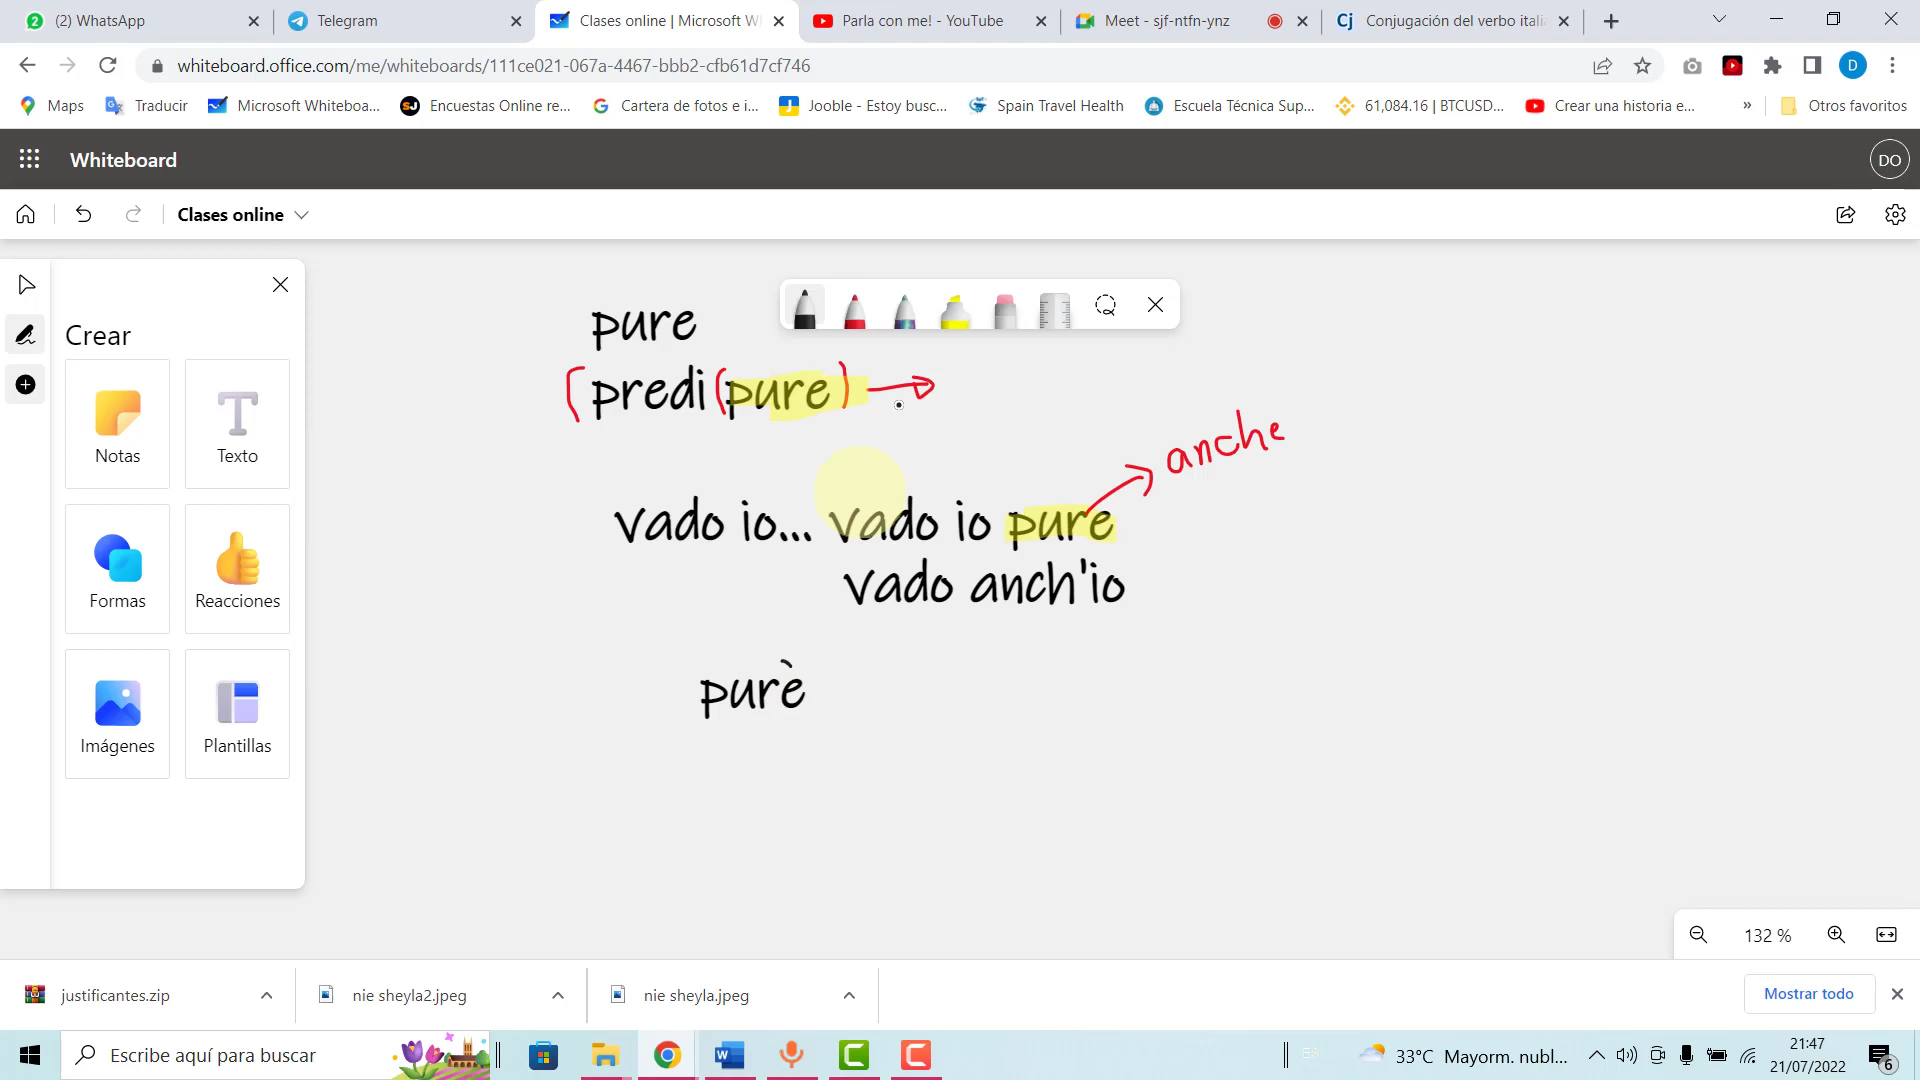 (2) WhatsApp
Telegram
Clases online | Microsoft W
Parla con me! - YouTube
Meet - sjf-ntfn-ynz
Cj Conjugación del verbo itali
whiteboard.office.com/me/whiteboards/111ce021-067a-4467-bbb2-cfb61d7cf746
D
Maps
Traducir
Microsoft Whiteboa...
Encuestas Online re...
Cartera de fotos e i...
Jooble - Estoy busc...
Spain Travel Health
Escuela Técnica Sup...
61,084.16 | BTCUSD...
Crear una historia e...
»
Otros favoritos
Whiteboard
DO
Clases online
Crear
Notas
Texto
Formas
Reacciones
Imágenes
Plantillas
pure
(predi (pure)
anche
vado io... vado io pure
vado anch'io
purè
132 %
justificantes.zip
nie sheyla2.jpeg
nie sheyla.jpeg
Mostrar todo
Escribe aquí para buscar
33°C Mayorm. nubl...
21:47
21/07/2022
6